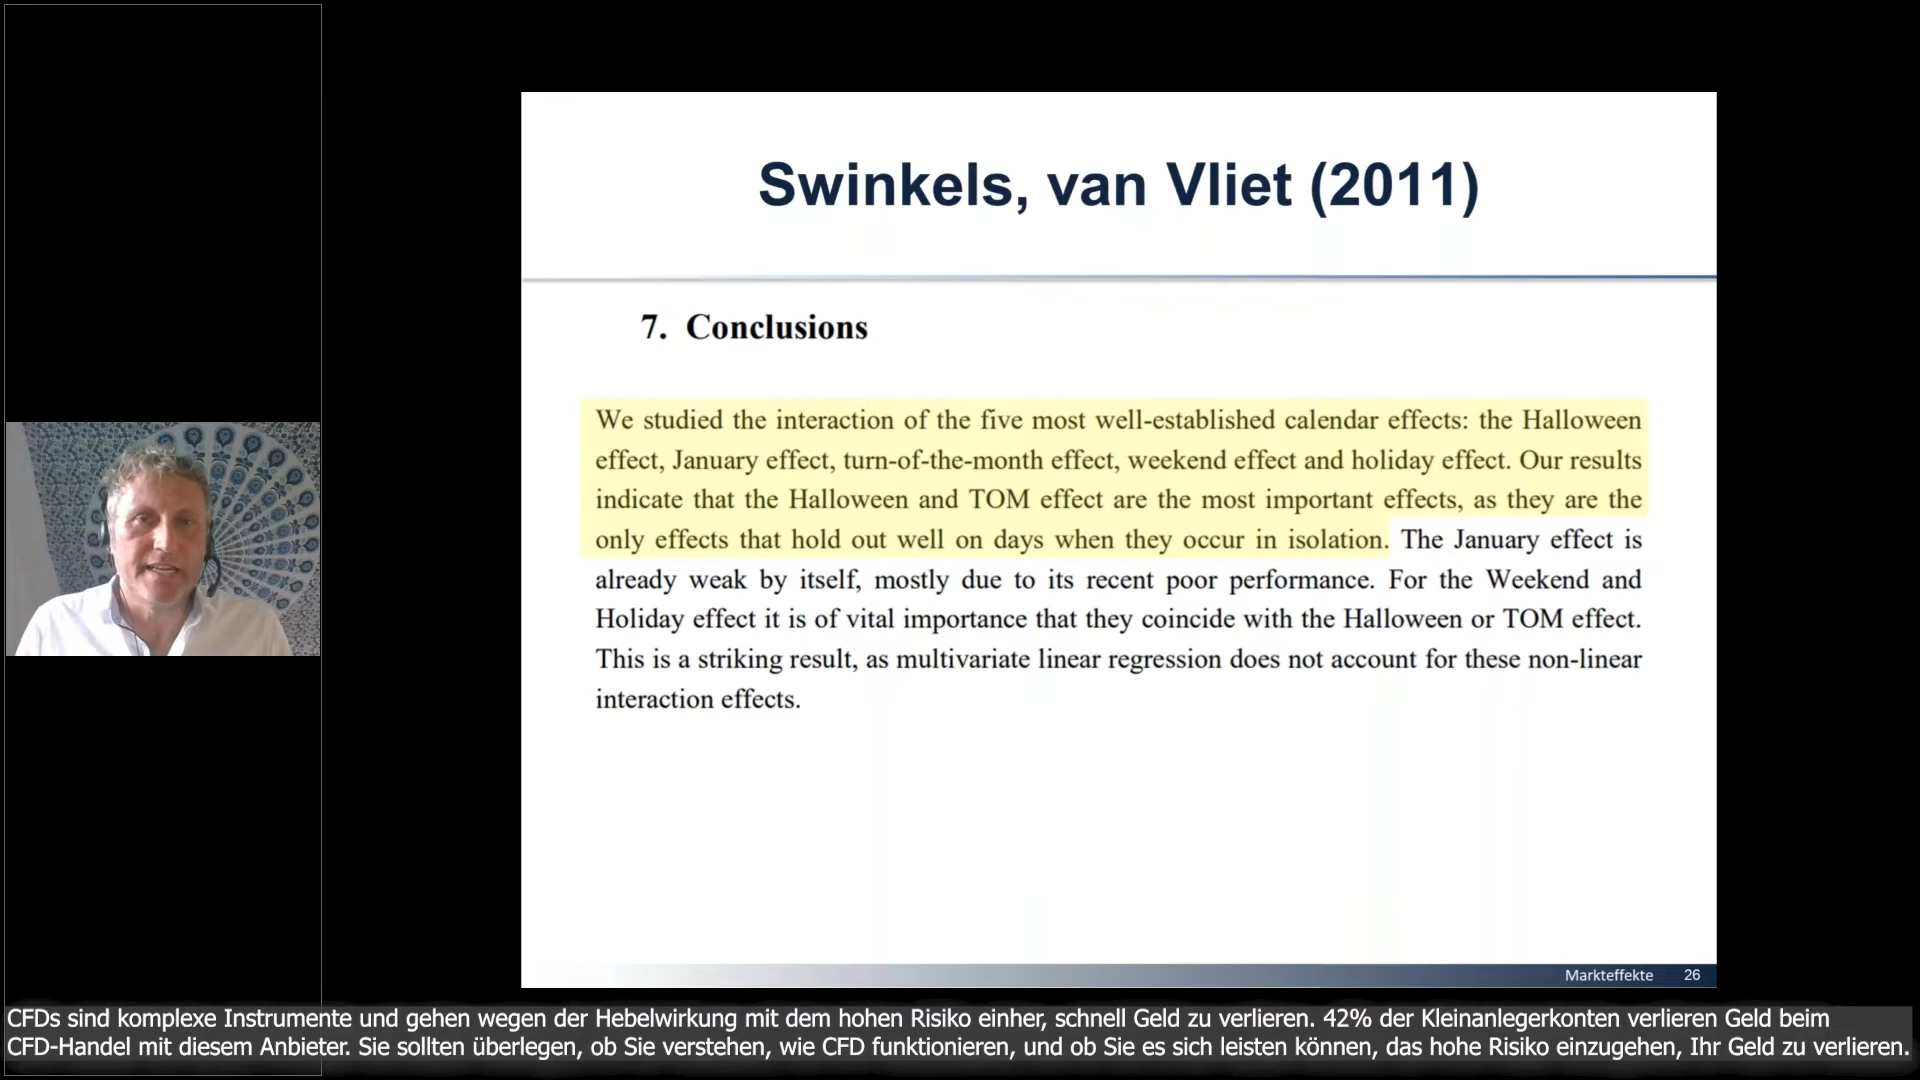 Swinkels, van Vliet (2011)
7. Conclusions
We studied the interaction of the five most well-established calendar effects: the Halloween
effect, January effect, turn-of-the-month effect, weekend effect and holiday effect. Our results
indicate that the Halloween and TOM effect are the most important effects, as they are the
only effects that hold out well on days when they occur in isolation. The January effect is
already weak by itself, mostly due to its recent poor performance. For the Weekend and
Holiday effect it is of vital importance that they coincide with the Halloween or TOM effect.
This is a striking result, as multivariate linear regression does not account for these non-linear
interaction effects.
Markteffekte 26
CFDs sind komplexe Instrumente und gehen wegen der Hebelwirkung mit dem hohen Risiko einher, schnell Geld zu verlieren. 42% der Kleinanlegerkonten verlieren Geld beim
CFD-Handel mit diesem Anbieter. Sie sollten überlegen, ob Sie verstehen, wie CFD funktionieren, und ob Sie es sich leisten können, das hohe Risiko einzugehen, Ihr Geld zu verlieren.